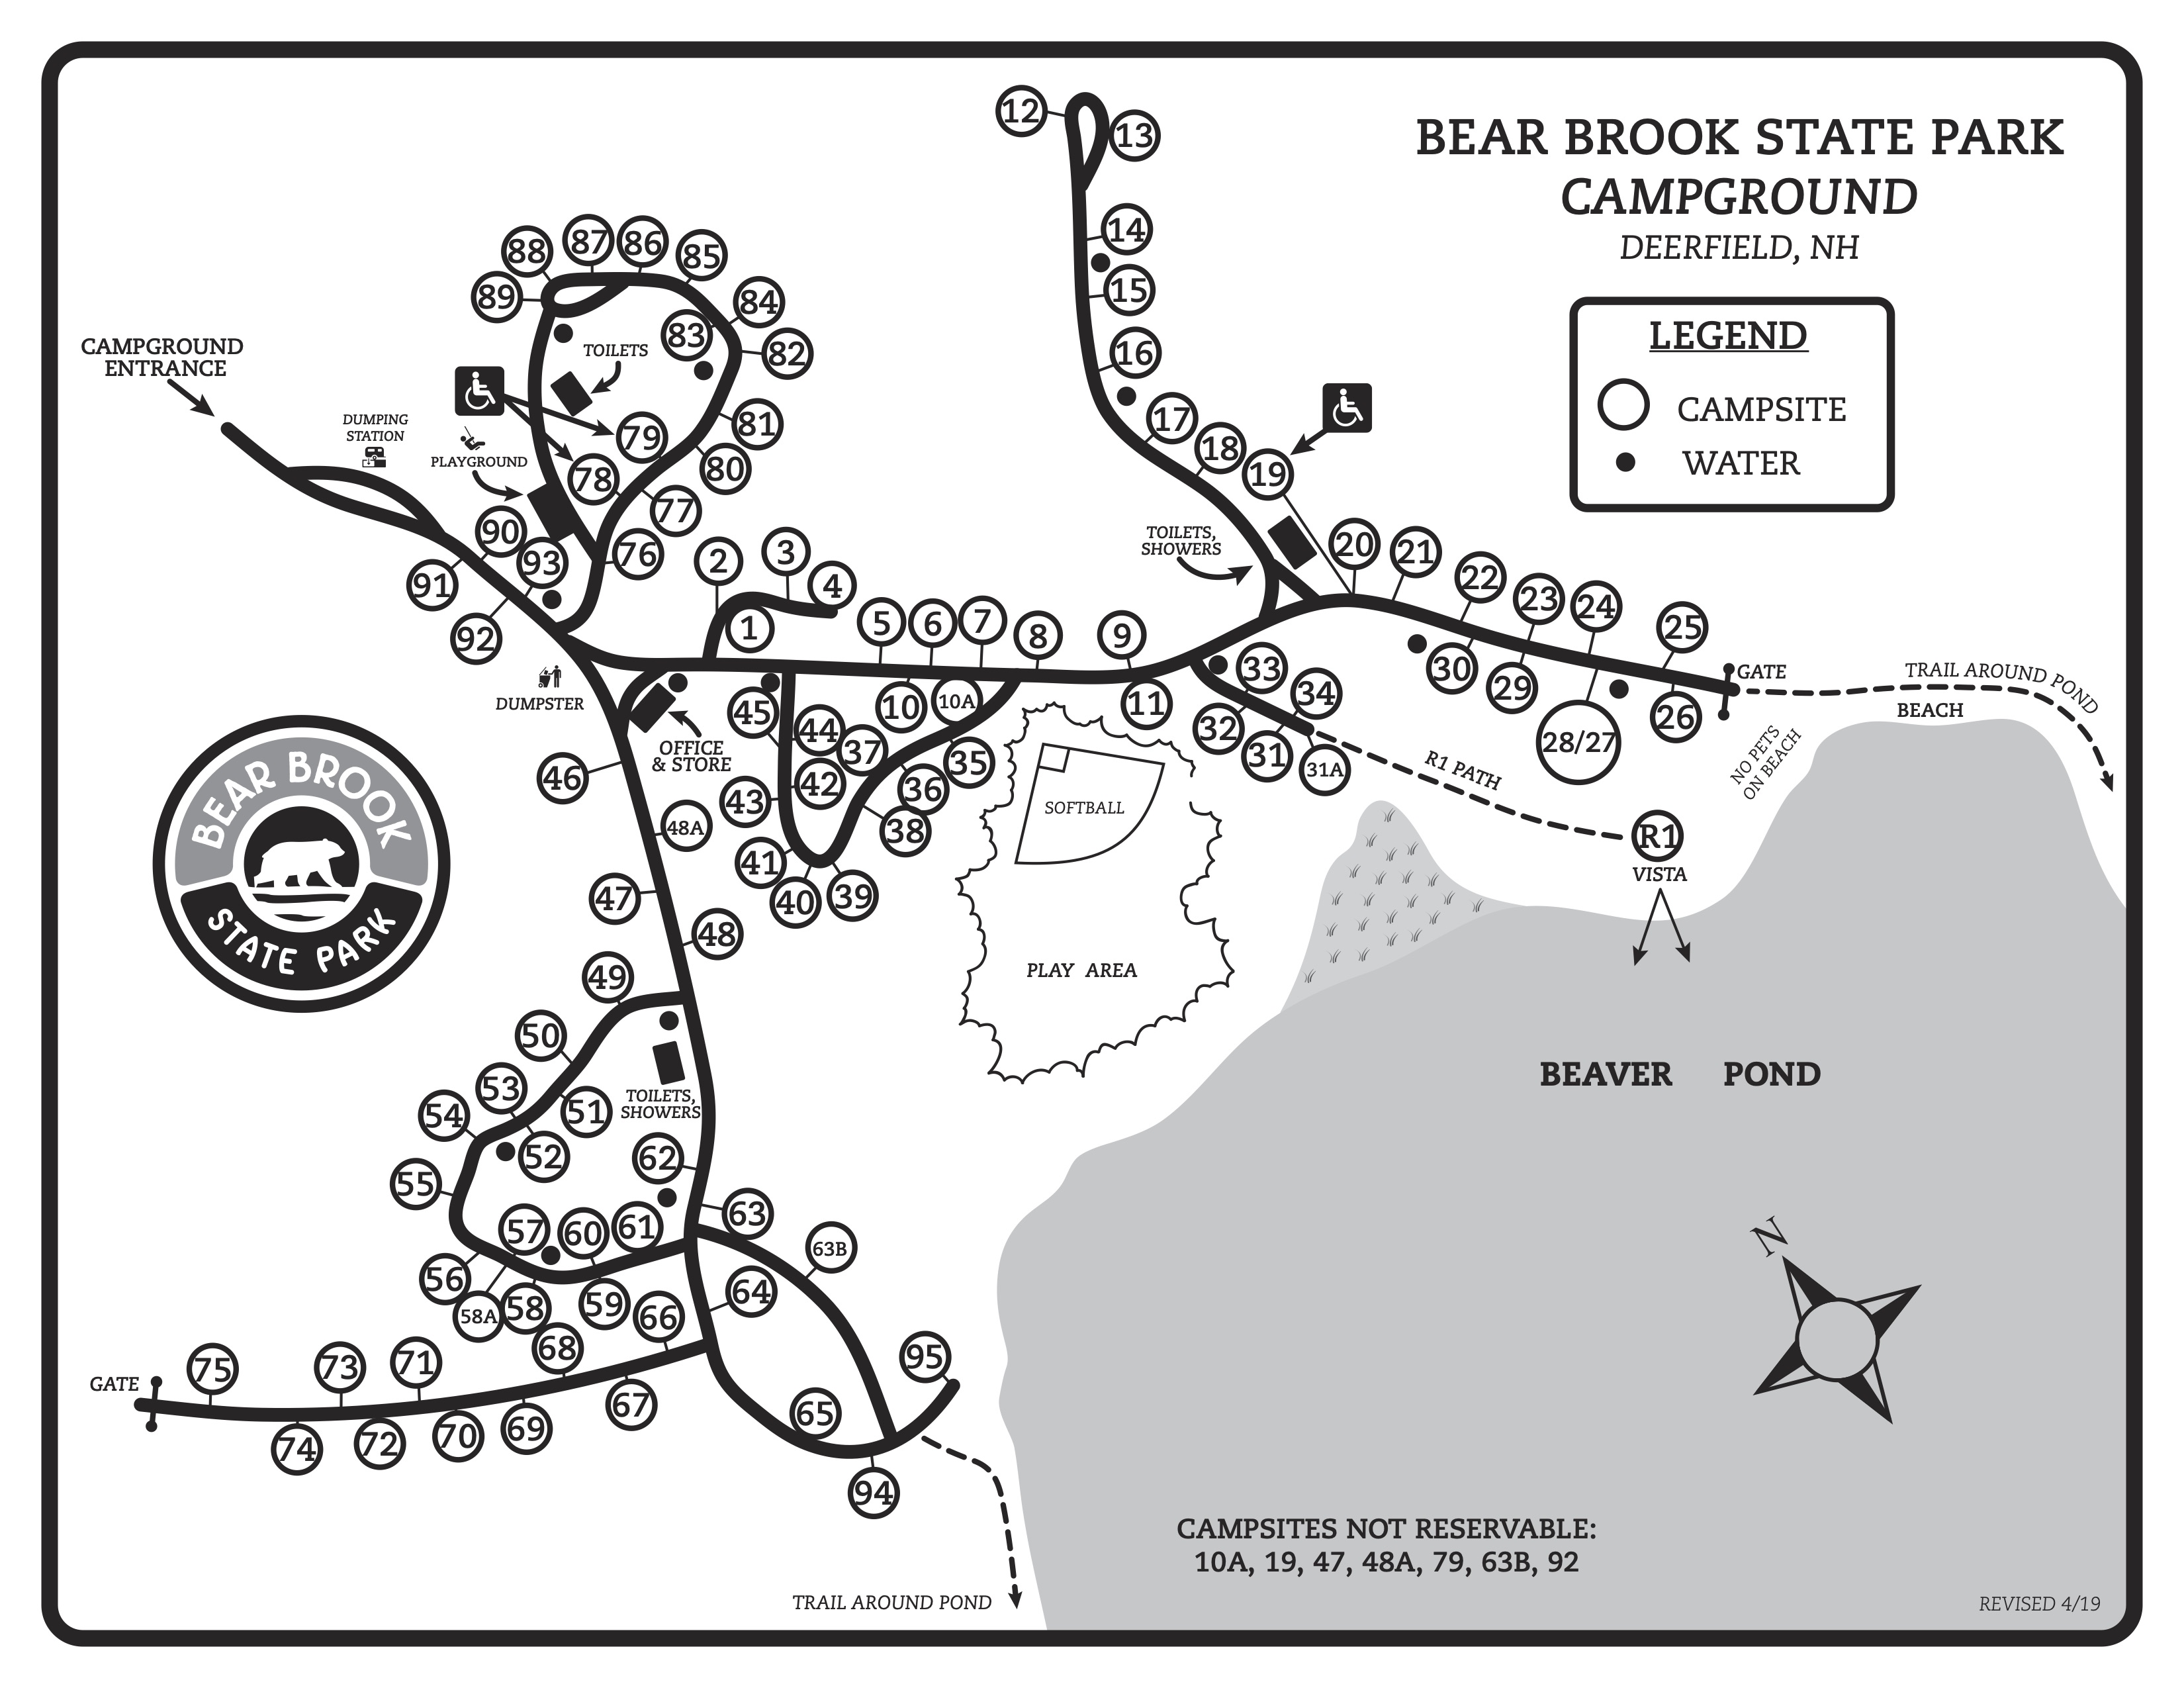 BEAR BROOK STATE PARK
CAMPGROUND
DEERFIELD, NH
LEGEND
CAMPSITE
WATER
12
13
14
15
16
17
18
19
TOILETS,
SHOWERS
20
21
22
23
24
25
GATE
TRAIL AROUND POND
BEACH
NO PETS
ON BEACH
26
28/27
29
30
33
34
32
31
31A
R1 PATH
R1
VISTA
88
87
86
85
89
84
83
82
TOILETS
81
79
80
78
77
76
CAMPGROUND
ENTRANCE
DUMPING
STATION
PLAYGROUND
90
93
91
92
DUMPSTER
2
3
4
1
5
6
7
8
9
10
10A
11
OFFICE
& STORE
45
44
37
35
36
42
43
38
41
40
39
46
48A
47
48
BEAR BROOK
STATE PARK
SOFTBALL
PLAY AREA
49
50
53
51
54
52
55
TOILETS,
SHOWERS
62
57
60
61
63
63B
56
58A
58
59
64
66
68
95
GATE
75
73
71
74
72
70
69
67
65
94
TRAIL AROUND POND
BEAVER POND
N
CAMPSITES NOT RESERVABLE:
10A, 19, 47, 48A, 79, 63B, 92
REVISED 4/19